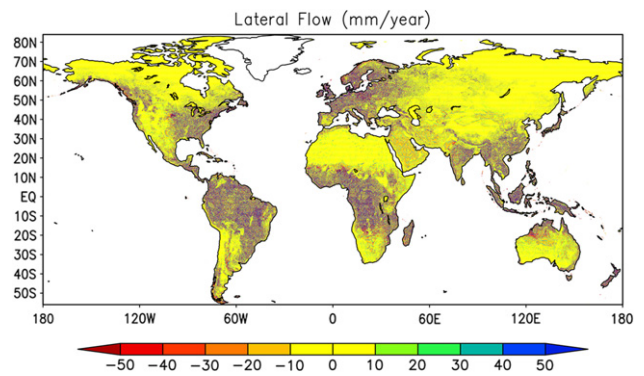 Lateral Flow (mm/year)
80N
70N
60N
50N
40N
30N
20N
10N
EQ
10S
20S
30S
40S
50S
180 120W 60W 0 60E 120E 180
−50 −40 −30 −20 −10 0 10 20 30 40 50